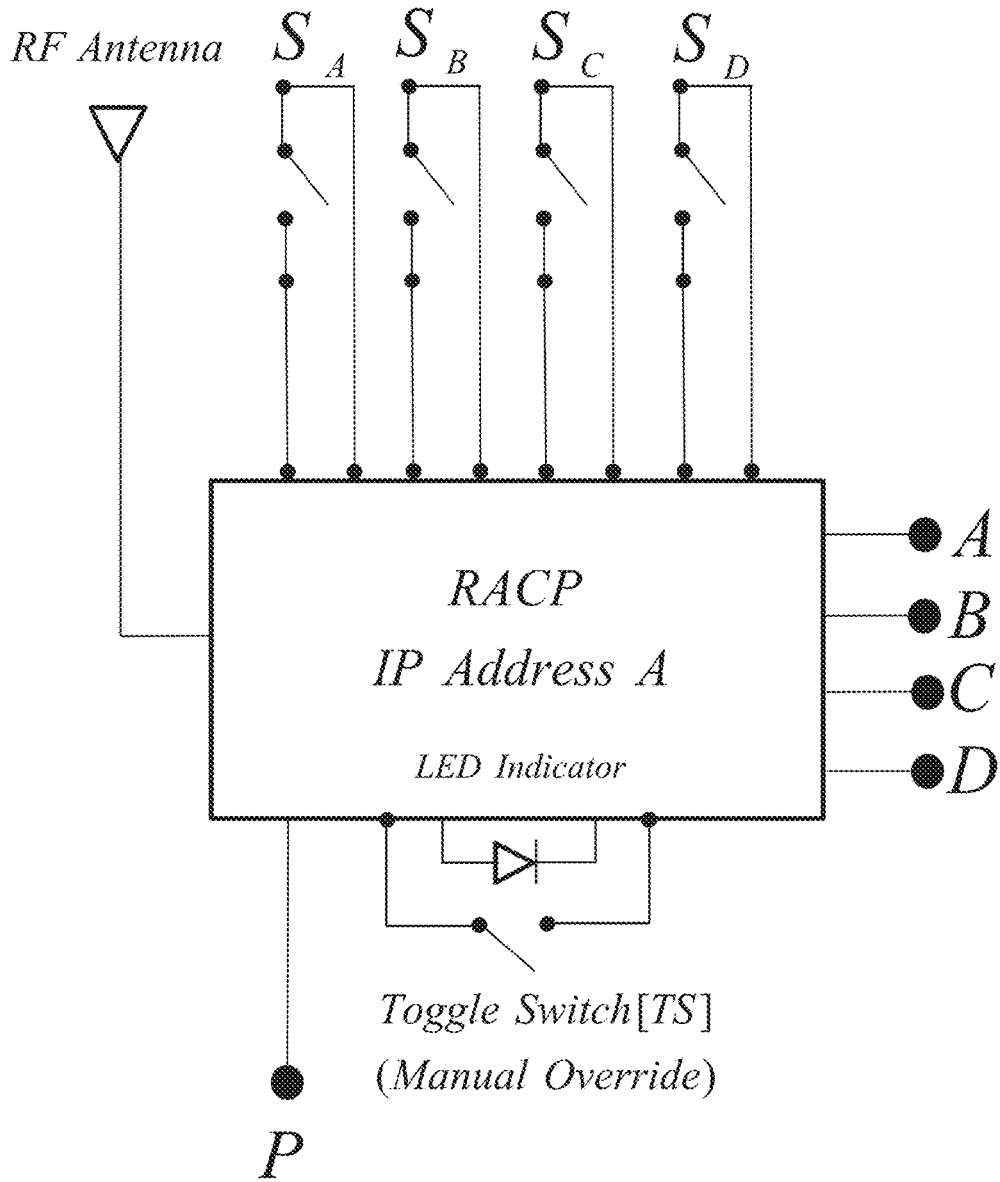 RF Antenna
S A
S B
S C
S D
RACP
IP Address A
LED Indicator
A
B
C
D
Toggle Switch[TS]
(Manual Override)
P